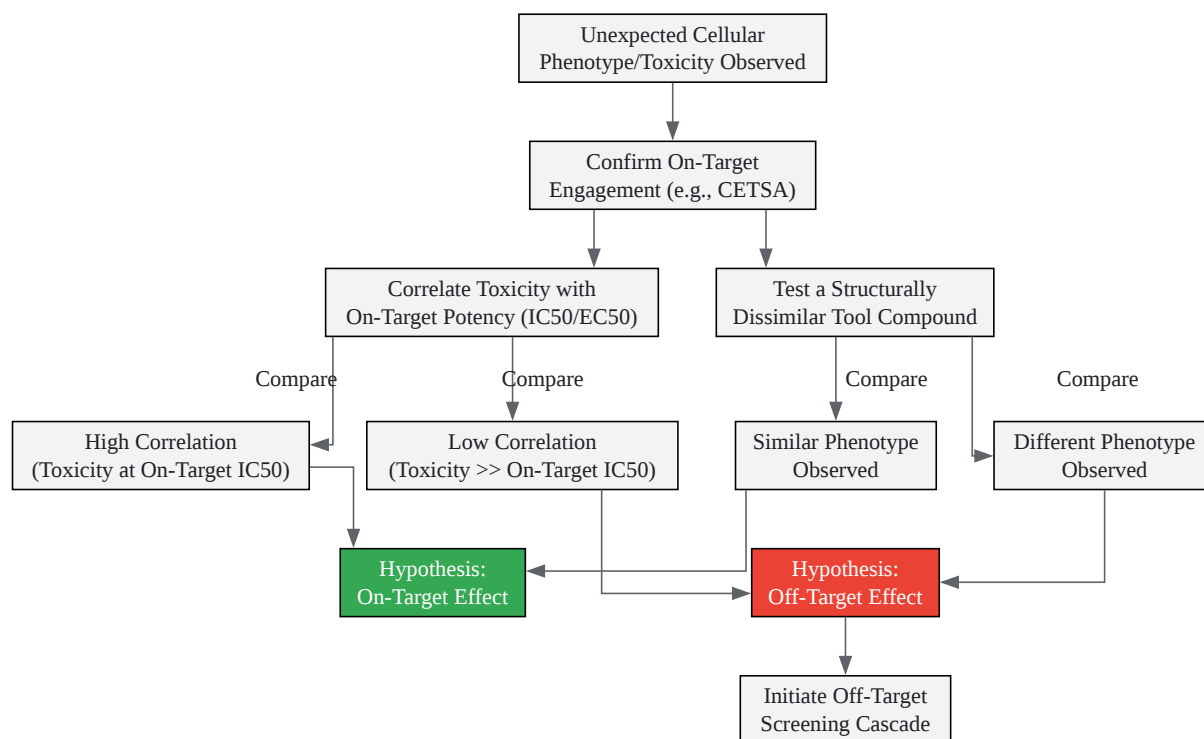 Unexpected Cellular
Phenotype/Toxicity Observed
Confirm On-Target
Engagement (e.g., CETSA)
Correlate Toxicity with
On-Target Potency (IC50/EC50)
Test a Structurally
Dissimilar Tool Compound
Compare
Compare
Compare
Compare
High Correlation
(Toxicity at On-Target IC50)
Low Correlation
(Toxicity >> On-Target IC50)
Similar Phenotype
Observed
Different Phenotype
Observed
Hypothesis:
On-Target Effect
Hypothesis:
Off-Target Effect
Initiate Off-Target
Screening Cascade